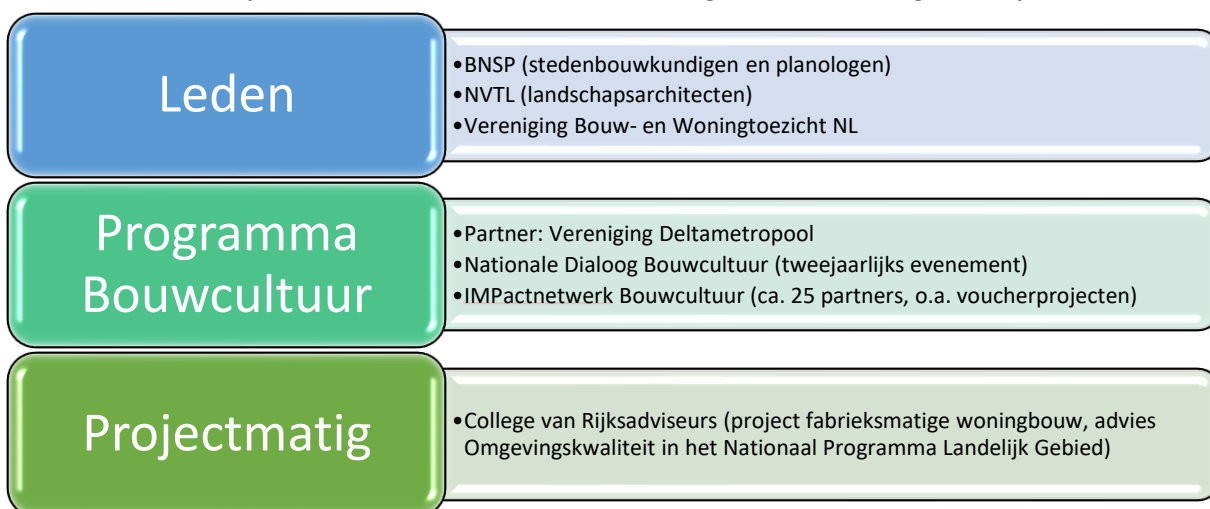 Leden
•BNSP (stedenbouwkundigen en planologen)
•NVTL (landschapsarchitecten)
•Vereniging Bouw- en Woningtoezicht NL
Programma
Bouwcultuur
•Partner: Vereniging Deltametropool
•Nationale Dialoog Bouwcultuur (tweejaarlijks evenement)
•IMPactnetwerk Bouwcultuur (ca. 25 partners, o.a. voucherprojecten)
Projectmatig
•College van Rijksadviseurs (project fabrieksmatige woningbouw, advies
Omgevingskwaliteit in het Nationaal Programma Landelijk Gebied)